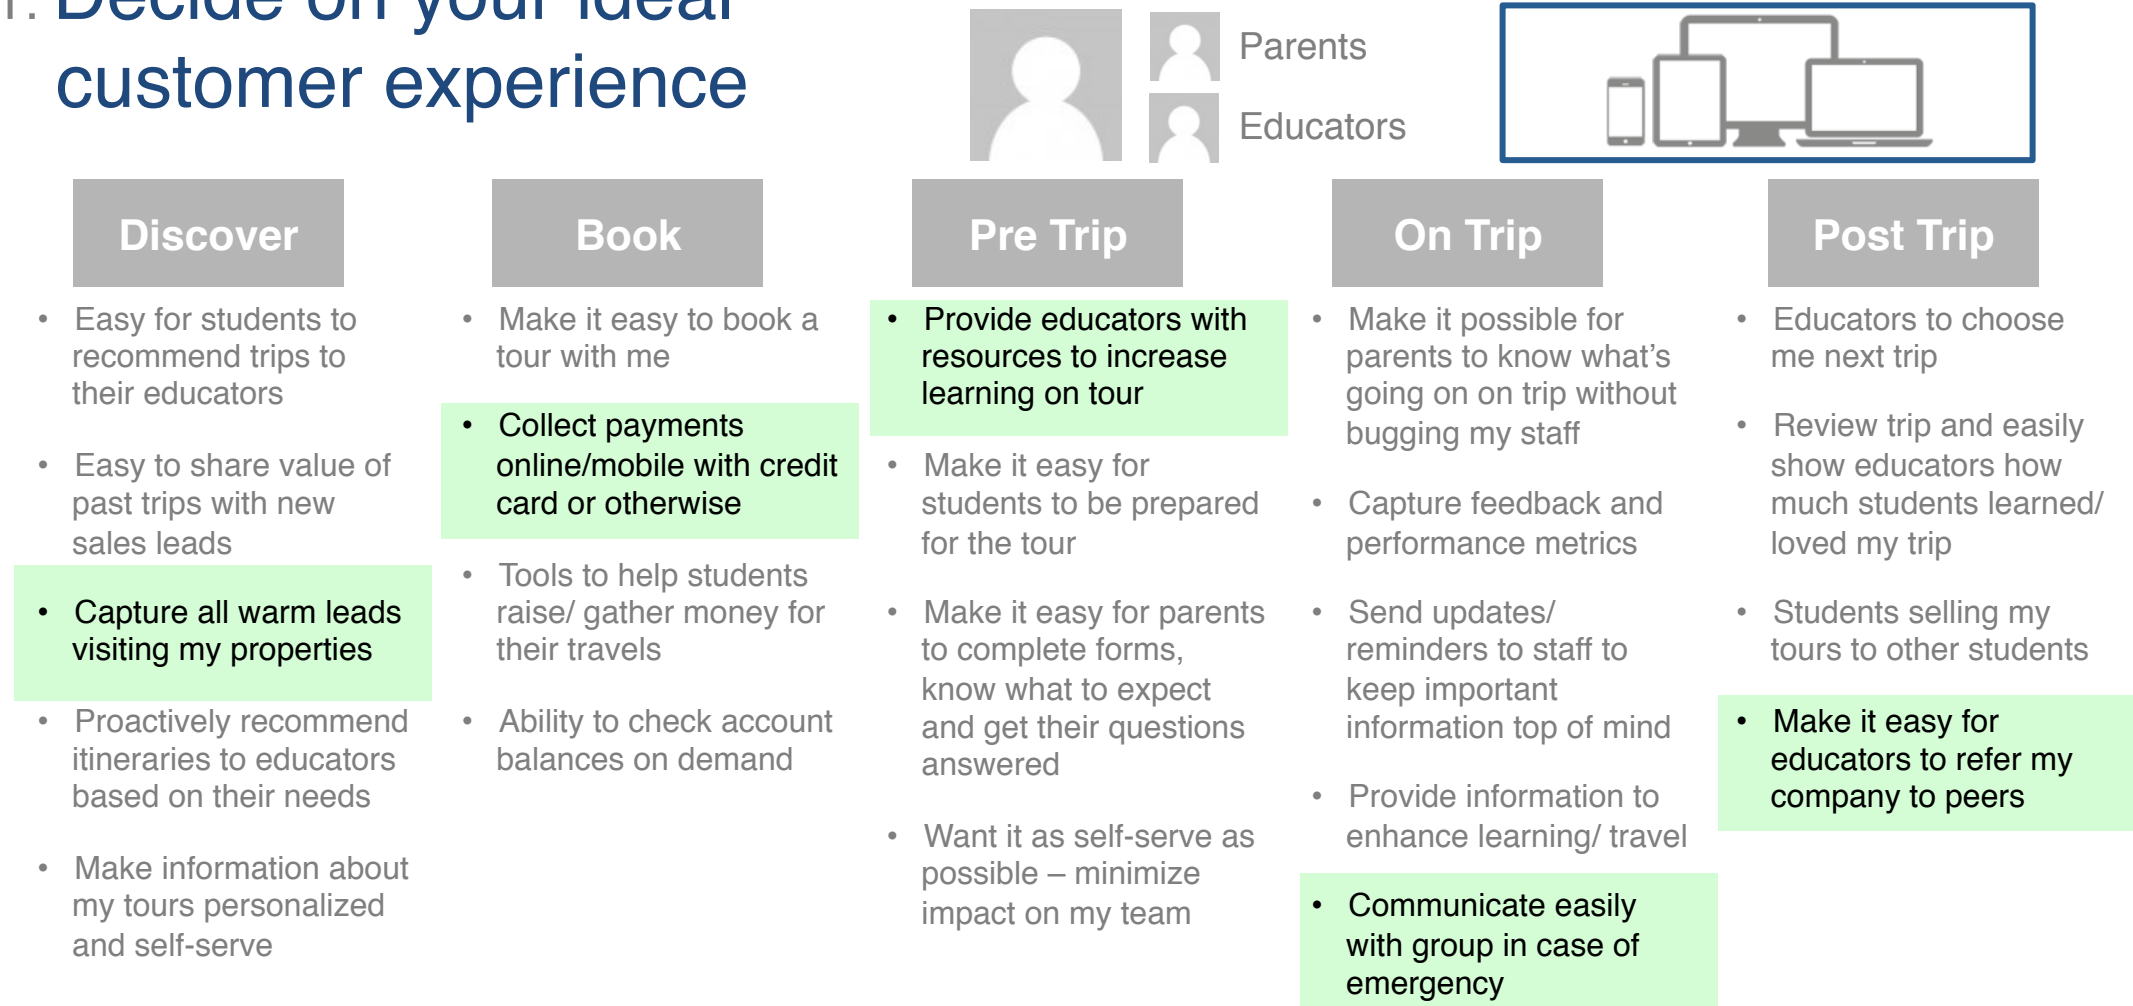 1. Decide on your ideal
customer experience
Parents
Educators
Discover
• Easy for students to
recommend trips to
their educators
• Easy to share value of
past trips with new
sales leads
• Capture all warm leads
visiting my properties
• Proactively recommend
itineraries to educators
based on their needs
• Make information about
my tours personalized
and self-serve
Book
• Make it easy to book a
tour with me
• Collect payments
online/mobile with credit
card or otherwise
• Tools to help students
raise/ gather money for
their travels
• Ability to check account
balances on demand
Pre Trip
• Provide educators with
resources to increase
learning on tour
• Make it easy for
students to be prepared
for the tour
• Make it easy for parents
to complete forms,
know what to expect
and get their questions
answered
• Want it as self-serve as
possible – minimize
impact on my team
On Trip
• Make it possible for
parents to know what’s
going on on trip without
bugging my staff
• Capture feedback and
performance metrics
• Send updates/
reminders to staff to
keep important
information top of mind
• Provide information to
enhance learning/ travel
• Communicate easily
with group in case of
emergency
Post Trip
• Educators to choose
me next trip
• Review trip and easily
show educators how
much students learned/
loved my trip
• Students selling my
tours to other students
• Make it easy for
educators to refer my
company to peers